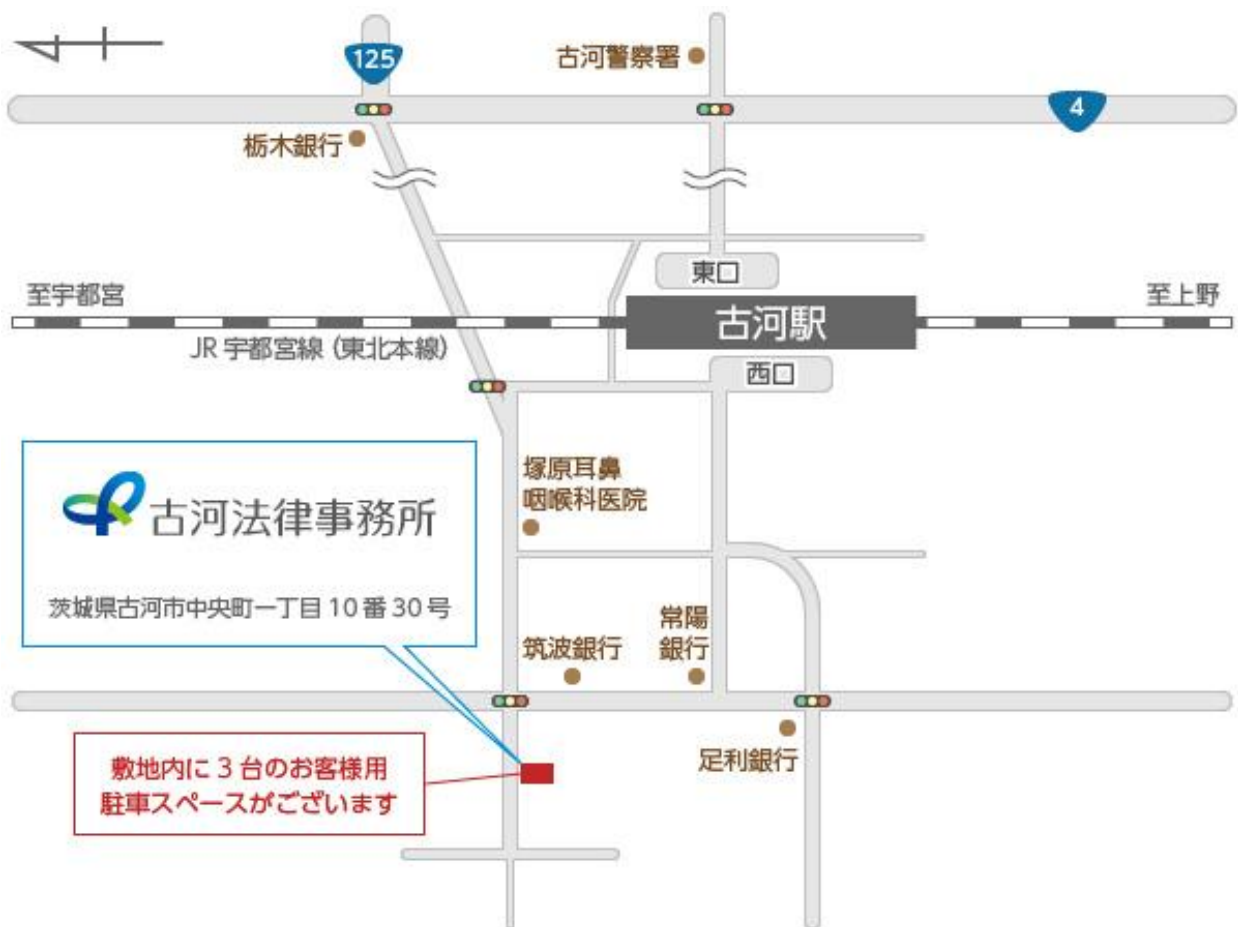 125
古河警察署
4
栃木銀行
東口
至宇都宮
至上野
古河駅
JR 宇都宮線 (東北本線)
西口
塚原耳鼻
咽喉科医院
古河法律事務所
茨城県古河市中央町一丁目 10 番 30 号
常陽
銀行
筑波銀行
足利銀行
敷地内に 3 台のお客様用
駐車スペースがございます